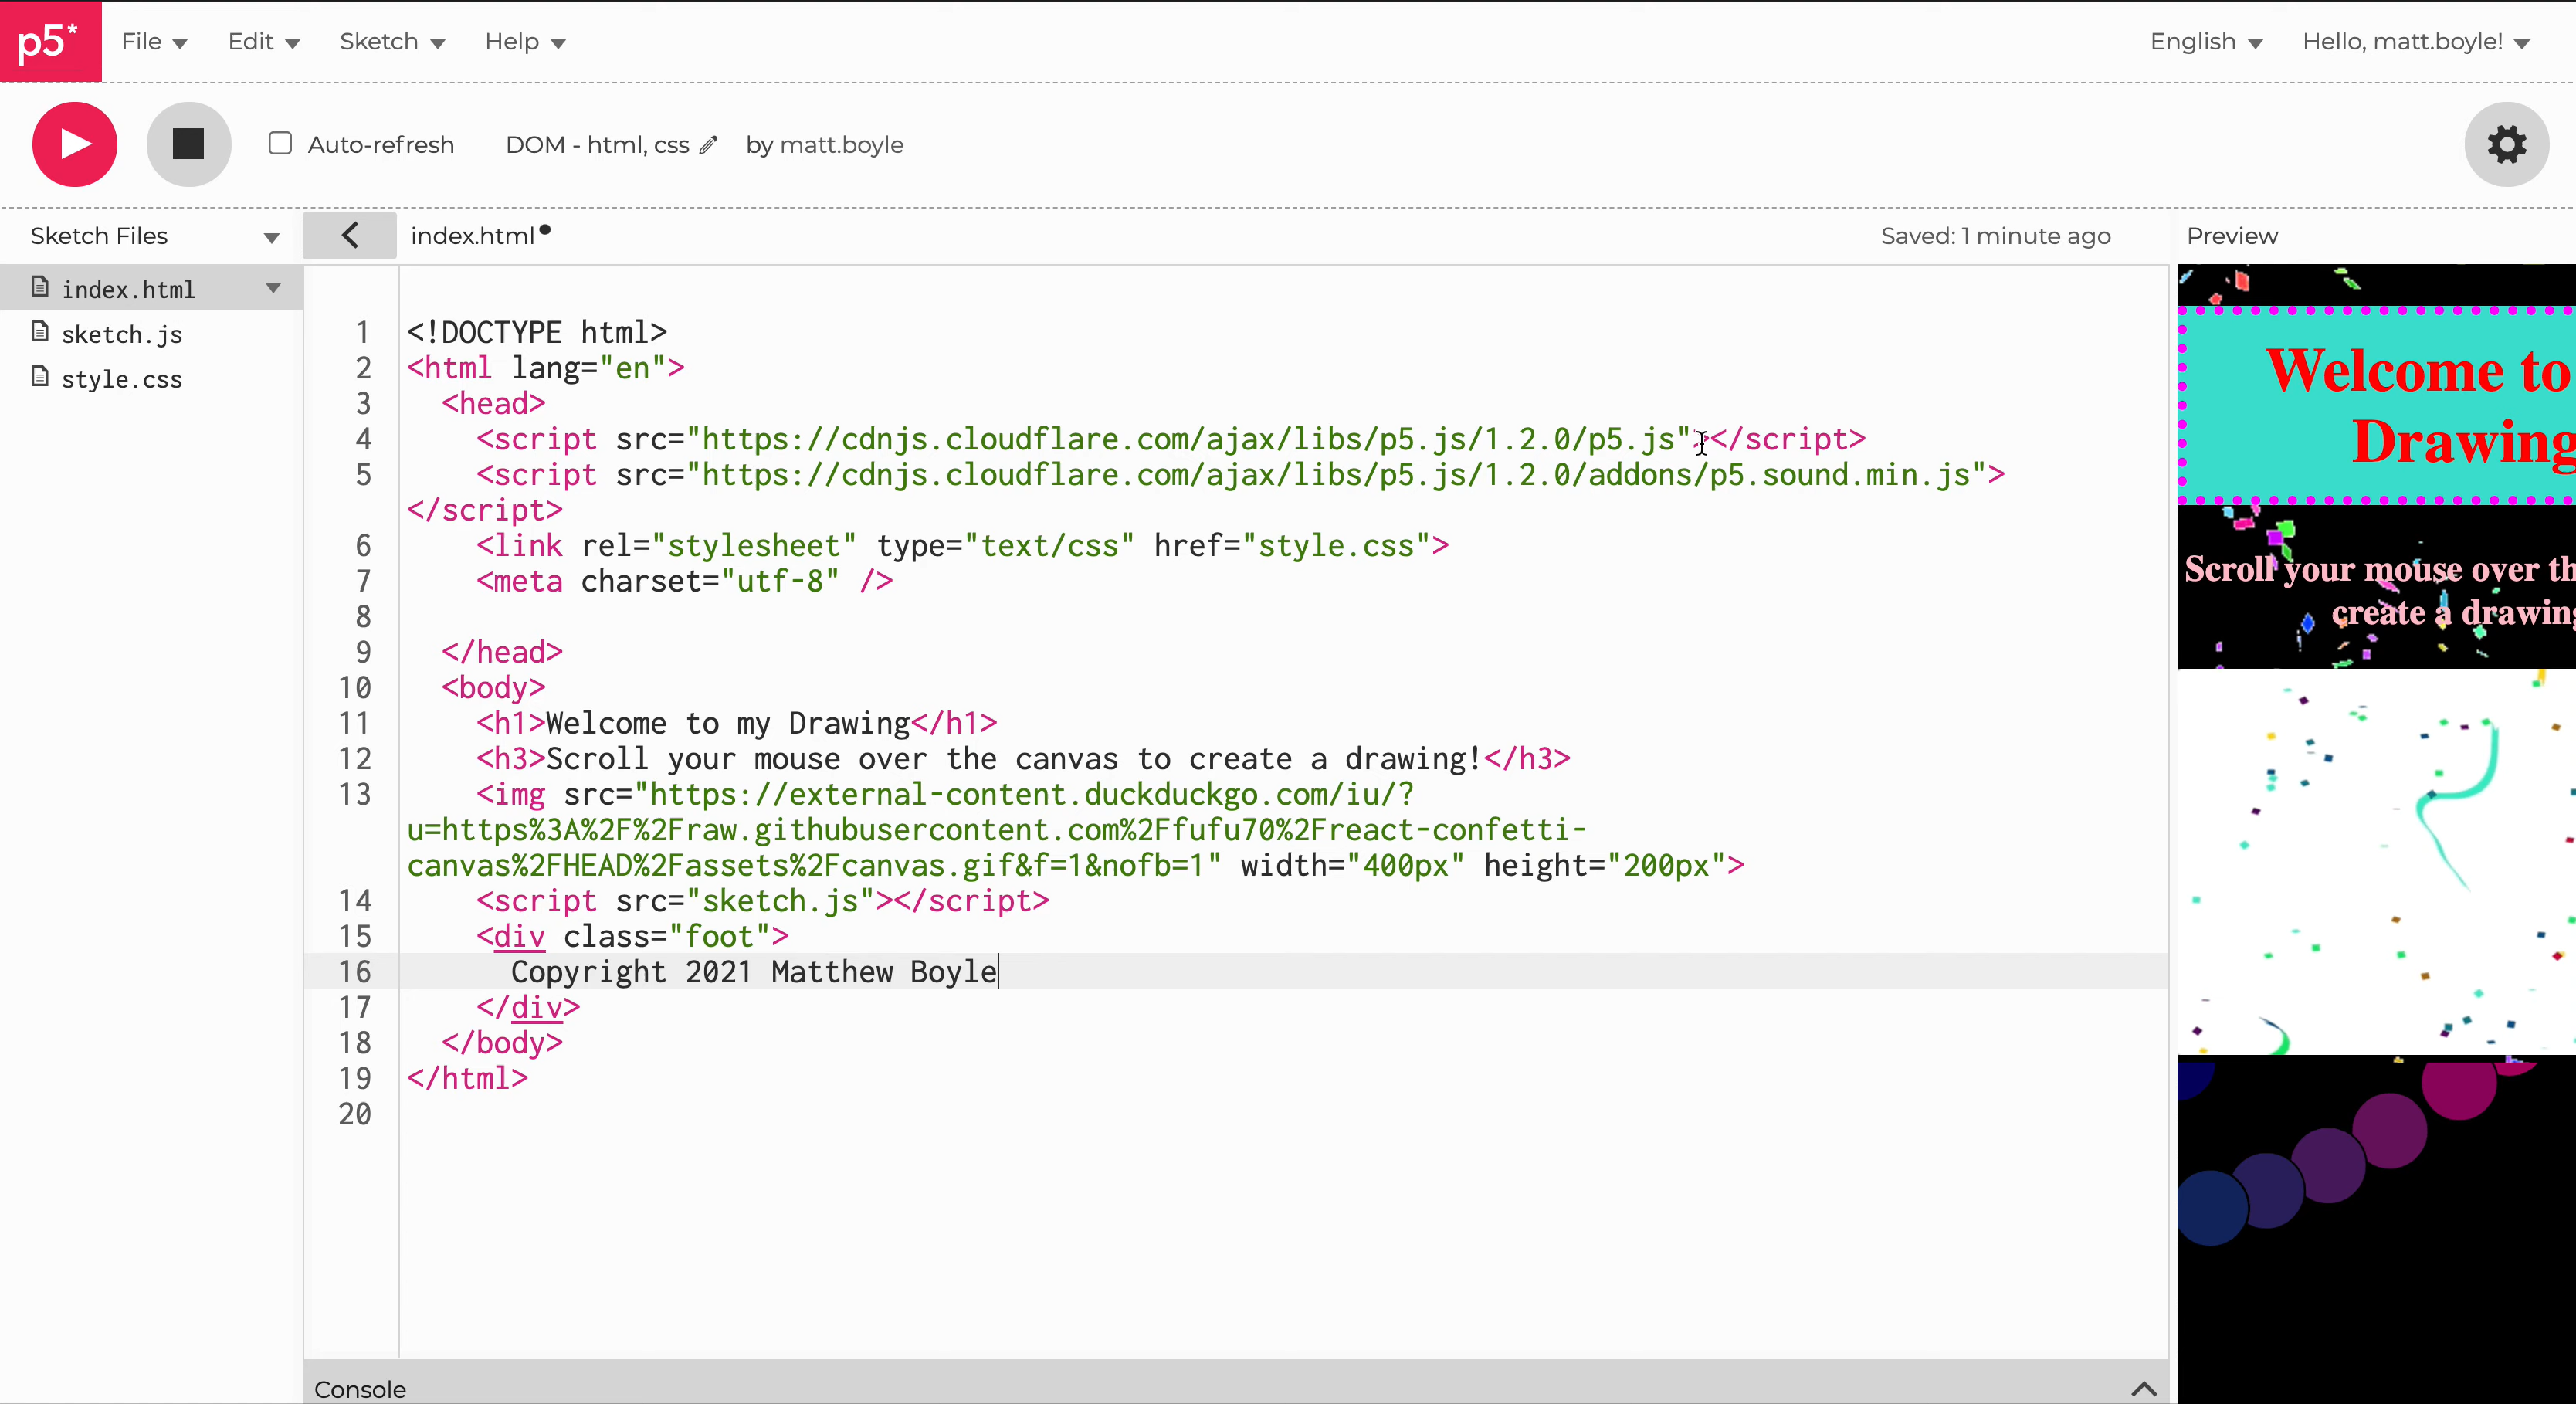 p5* File Edit Sketch Help English Hello, matt.boyle!
Auto-refresh DOM - html, css by matt.boyle
Sketch Files index.html Saved: 1 minute ago Preview
index.html
sketch.js
style.css
1 <!DOCTYPE html>
2 <html lang="en">
3 <head>
4 <script src="https://cdnjs.cloudflare.com/ajax/libs/p5.js/1.2.0/p5.js"></script>
5 <script src="https://cdnjs.cloudflare.com/ajax/libs/p5.js/1.2.0/addons/p5.sound.min.js">
</script>
6 <link rel="stylesheet" type="text/css" href="style.css">
7 <meta charset="utf-8" />
8
9 </head>
10 <body>
11 <h1>Welcome to my Drawing</h1>
12 <h3>Scroll your mouse over the canvas to create a drawing!</h3>
13 <img src="https://external-content.duckduckgo.com/iu/?
u=https%3A%2F%2Fraw.githubusercontent.com%2Ffufu70%2Freact-confetti-
canvas%2FHEAD%2Fassets%2Fcanvas.gif&f=1&nofb=1" width="400px" height="200px">
14 <script src="sketch.js"></script>
15 <div class="foot">
16 Copyright 2021 Matthew Boyle
17 </div>
18 </body>
19 </html>
20
Console
Welcome to
Drawing
Scroll your mouse over th
create a drawing